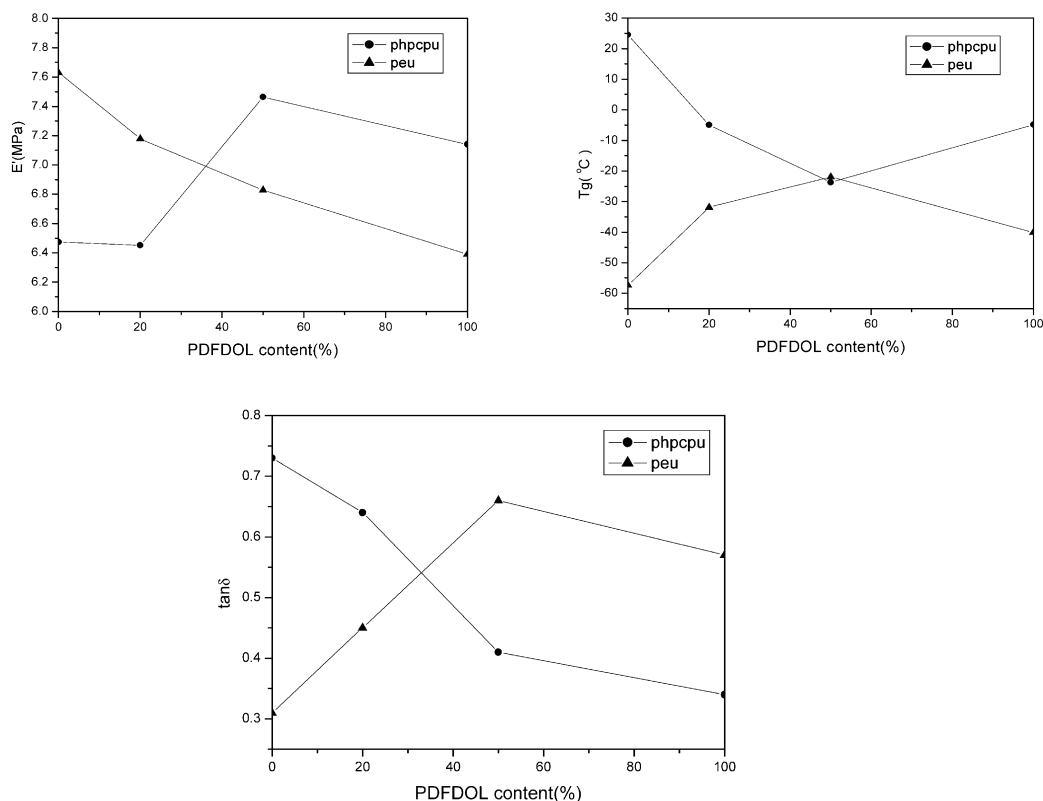 8.0
7.8
7.6
7.4
7.2
7.0
6.8
6.6
6.4
6.2
6.0
E'(MPa)
phpcpu
peu
0 20 40 60 80 100
PDFDOL content(%)
30
20
10
0
-10
-20
-30
-40
-50
-60
Tg(°C)
phpcpu
peu
0 20 40 60 80 100
PDFDOL content(%)
0.8
0.7
0.6
0.5
0.4
0.3
tanδ
phpcpu
peu
0 20 40 60 80 100
PDFDOL content(%)